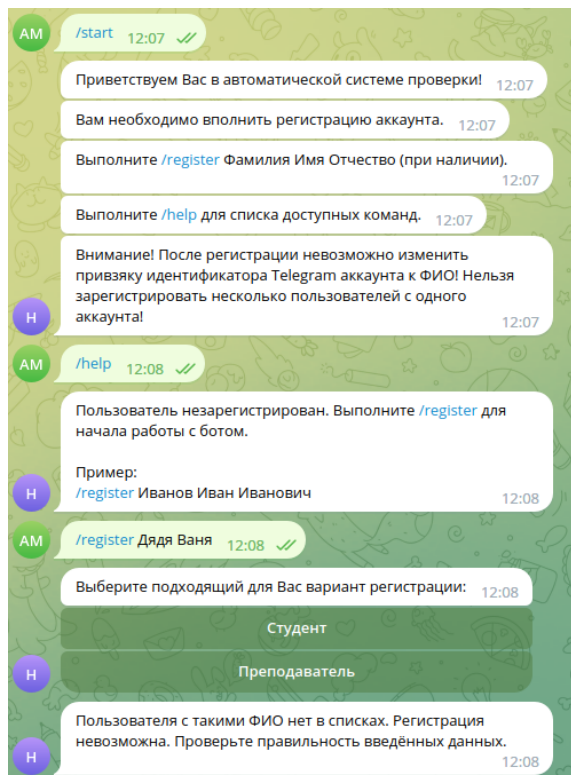 AM
/start 12:07
Приветствуем Вас в автоматической системе проверки! 12:07
Вам необходимо вполнить регистрацию аккаунта. 12:07
Выполните /register Фамилия Имя Отчество (при наличии).
12:07
Выполните /help для списка доступных команд. 12:07
Внимание! После регистрации невозможно изменить
привязку идентификатора Telegram аккаунта к ФИО! Нельзя
зарегистрировать несколько пользователей с одного
аккаунта!
12:07
Н
AM
/help 12:08
Пользователь незарегистрирован. Выполните /register для
начала работы с ботом.
Пример:
/register Иванов Иван Иванович
12:08
Н
AM
/register Дядя Ваня 12:08
Выберите подходящий для Вас вариант регистрации: 12:08
Студент
Преподаватель
Н
Пользователя с такими ФИО нет в списках. Регистрация
невозможна. Проверьте правильность введённых данных.
12:08
Н